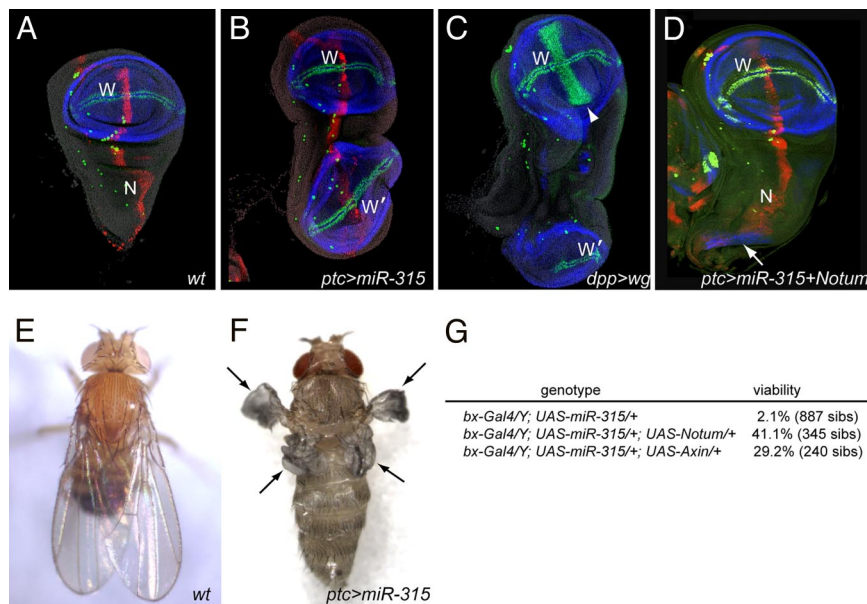 A
W
N
wt
B
W
W'
ptc>miR-315
C
W
W'
dpp>wg
D
W
N
ptc>miR-315+Notum
E
wt
F
ptc>miR-315
G
genotype viability
bx-Gal4/Y; UAS-miR-315/+ 2.1% (887 sibs)
bx-Gal4/Y; UAS-miR-315/+; UAS-Notum/+ 41.1% (345 sibs)
bx-Gal4/Y; UAS-miR-315/+; UAS-Axin/+ 29.2% (240 sibs)